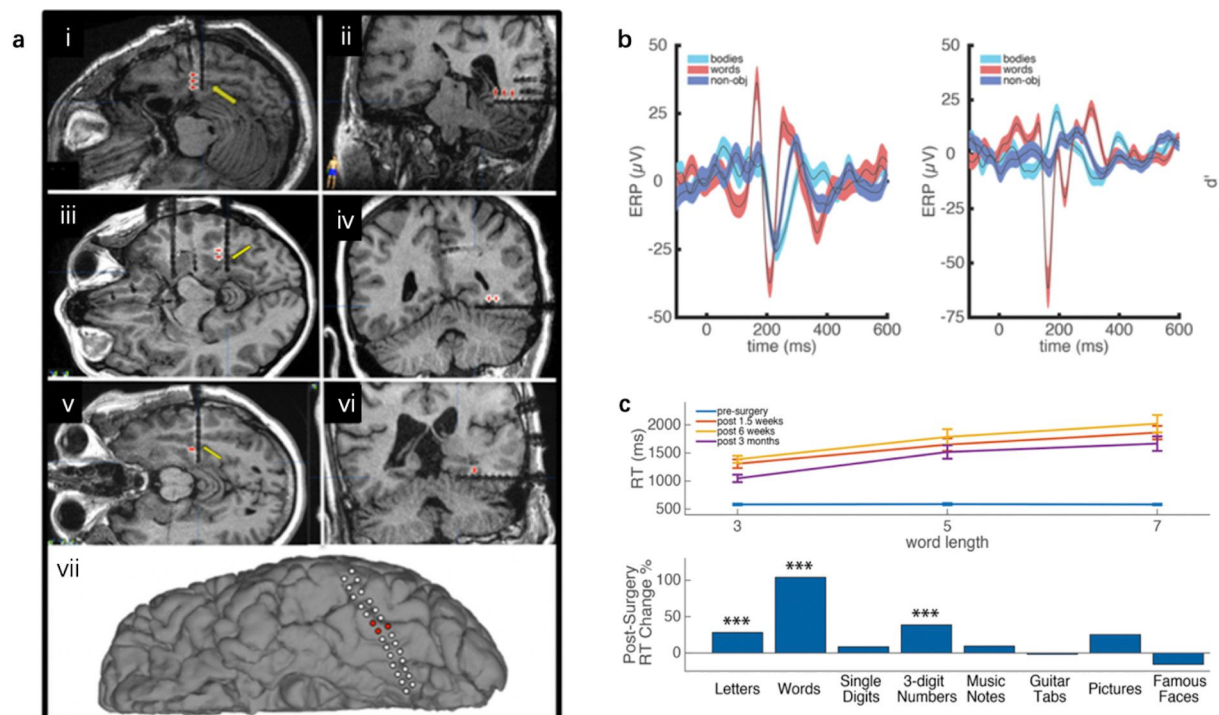 a
i
ii
iii
iv
v
vi
vii
b
50
25
0
-25
-50
ERP (µV)
bodies
words
non-obj
0
200
400
600
time (ms)
50
25
0
-25
-50
-75
ERP (µV)
bodies
words
non-obj
0
200
400
600
time (ms)
d'
c
pre-surgery
post 1.5 weeks
post 6 weeks
post 3 months
2000
1500
1000
500
RT (ms)
3
5
7
word length
100
50
0
Post-Surgery
RT Change %
***
***
***
Letters
Words
Single
Digits
3-digit
Numbers
Music
Notes
Guitar
Tabs
Pictures
Famous
Faces